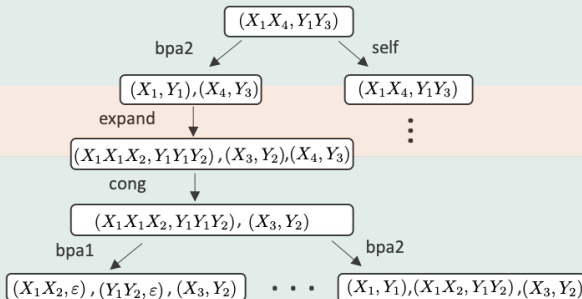 (X₁X₄, Y₁Y₃)
bpa2 self
(X₁, Y₁),(X₄, Y₃) (X₁X₄, Y₁Y₃)
expand ⋮
(X₁X₁X₂, Y₁Y₁Y₂) , (X₃, Y₂),(X₄, Y₃)
cong
(X₁X₁X₂, Y₁Y₁Y₂), (X₃, Y₂)
bpa1 bpa2
(X₁X₂, ε) , (Y₁Y₂, ε) , (X₃, Y₂) · · · (X₁, Y₁),(X₁X₂, Y₁Y₂),(X₃, Y₂)